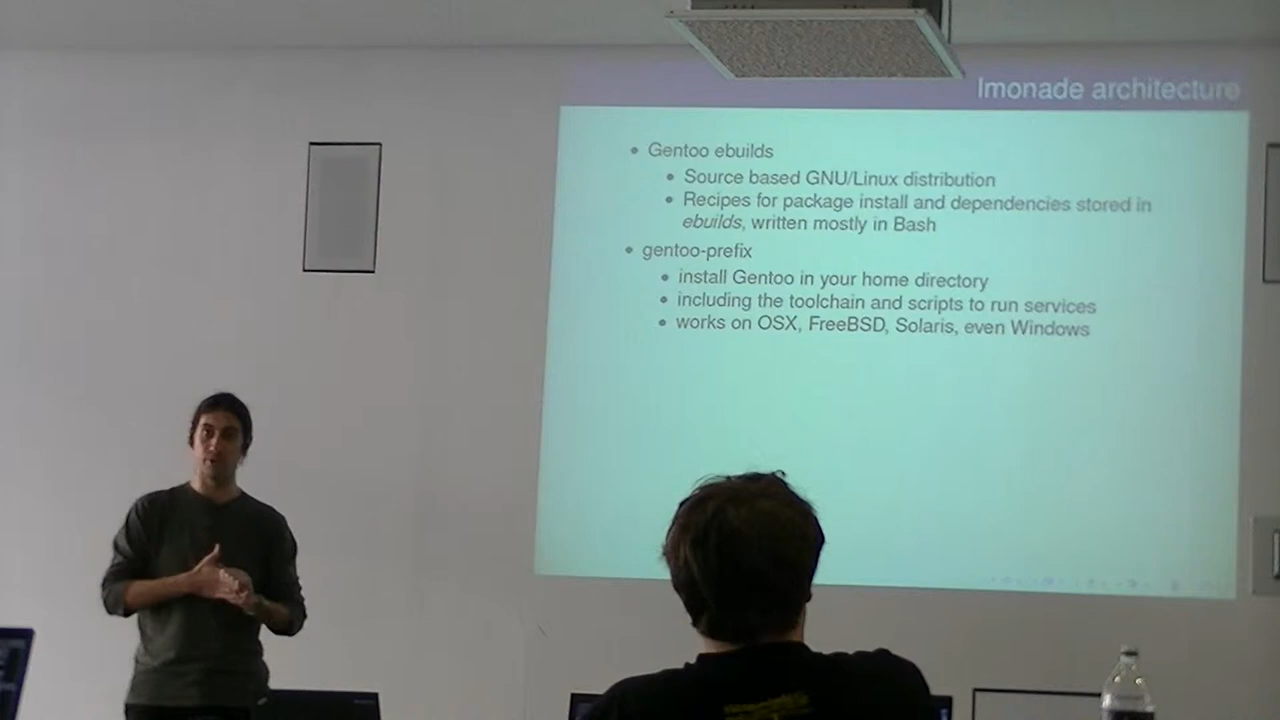 lmonade architecture
• Gentoo ebuilds
• Source based GNU/Linux distribution
• Recipes for package install and dependencies stored in
ebuilds, written mostly in Bash
• gentoo-prefix
• install Gentoo in your home directory
• including the toolchain and scripts to run services
• works on OSX, FreeBSD, Solaris, even Windows